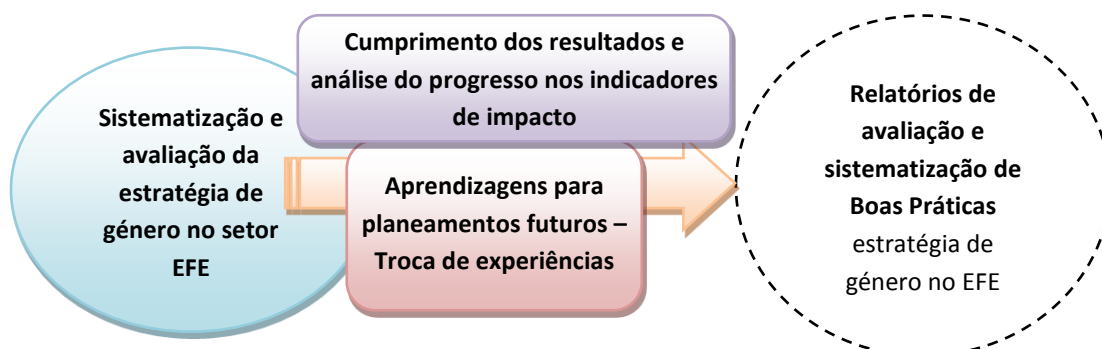 Sistematização e
avaliação da
estratégia de
género no setor
EFE
Cumprimento dos resultados e
análise do progresso nos indicadores
de impacto
Aprendizagens para
planeamentos futuros –
Troca de experiências
Relatórios de
avaliação e
sistematização de
Boas Práticas
estratégia de
género no EFE